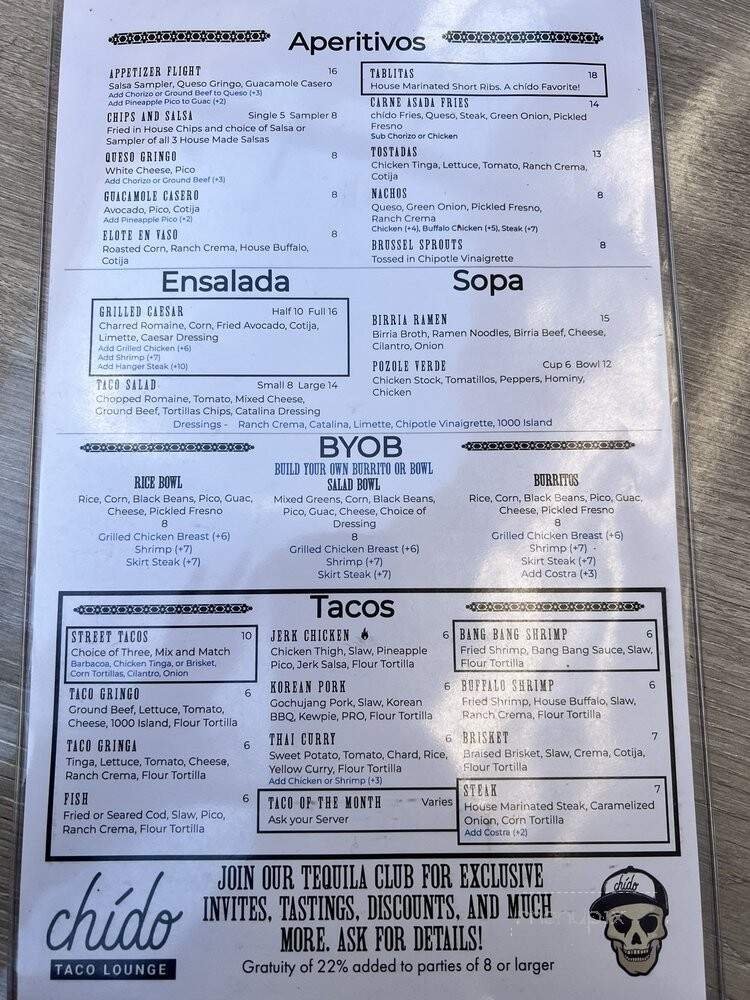 Aperitivos
APPETIZER FLIGHT 16
Salsa Sampler, Queso Gringo, Guacamole Casero
Add Chorizo or Ground Beef to Queso (+3)
Add Pineapple Pico to Guac (+2)
CHIPS AND SALSA Single 5 Sampler 8
Fried in House Chips and choice of Salsa or
Sampler of all 3 House Made Salsas
QUESO GRINGO 8
White Cheese, Pico
Add Chorizo or Ground Beef (+3)
GUACAMOLE CASERO 8
Avocado, Pico, Cotija
Add Pineapple Pico (+2)
ELOTE EN VASO 8
Roasted Corn, Ranch Crema, House Buffalo,
Cotija
TABLITAS 18
House Marinated Short Ribs. A chído Favorite!
CARNE ASADA FRIES 14
chído Fries, Queso, Steak, Green Onion, Pickled
Fresno
Sub Chorizo or Chicken
TOSTADAS 13
Chicken Tinga, Lettuce, Tomato, Ranch Crema,
Cotija
NACHOS 8
Queso, Green Onion, Pickled Fresno,
Ranch Crema
Chicken (+4), Buffalo Chicken (+5), Steak (+7)
BRUSSEL SPROUTS 8
Tossed in Chipotle Vinaigrette
Ensalada
GRILLED CAESAR Half 10 Full 16
Charred Romaine, Corn, Fried Avocado, Cotija,
Limette, Caesar Dressing
Add Grilled Chicken (+6)
Add Shrimp (+7)
Add Hanger Steak (+10)
TACO SALAD Small 8 Large 14
Chopped Romaine, Tomato, Mixed Cheese,
Ground Beef, Tortillas Chips, Catalina Dressing
Sopa
BIRRIA RAMEN 15
Birria Broth, Ramen Noodles, Birria Beef, Cheese,
Cilantro, Onion
POZOLE VERDE Cup 6 Bowl 12
Chicken Stock, Tomatillos, Peppers, Hominy,
Chicken
Dressings - Ranch Crema, Catalina, Limette, Chipotle Vinaigrette, 1000 Island
BYOB
BUILD YOUR OWN BURRITO OR BOWL
RICE BOWL
Rice, Corn, Black Beans, Pico, Guac,
Cheese, Pickled Fresno
8
Grilled Chicken Breast (+6)
Shrimp (+7)
Skirt Steak (+7)
SALAD BOWL
Mixed Greens, Corn, Black Beans,
Pico, Guac, Cheese, Choice of
Dressing
8
Grilled Chicken Breast (+6)
Shrimp (+7)
Skirt Steak (+7)
BURRITOS
Rice, Corn, Black Beans, Pico, Guac,
Cheese, Pickled Fresno
8
Grilled Chicken Breast (+6)
Shrimp (+7)
Skirt Steak (+7)
Add Costra (+3)
Tacos
STREET TACOS 10
Choice of Three, Mix and Match
Barbacoa, Chicken Tinga, or Brisket,
Corn Tortillas, Cilantro, Onion
TACO GRINGO 6
Ground Beef, Lettuce, Tomato,
Cheese, 1000 Island, Flour Tortilla
TACO GRINGA 6
Tinga, Lettuce, Tomato, Cheese,
Ranch Crema, Flour Tortilla
FISH 6
Fried or Seared Cod, Slaw, Pico,
Ranch Crema, Flour Tortilla
JERK CHICKEN 6
Chicken Thigh, Slaw, Pineapple
Pico, Jerk Salsa, Flour Tortilla
KOREAN PORK 6
Gochujang Pork, Slaw, Korean
BBQ, Kewpie, PRO, Flour Tortilla
THAI CURRY 6
Sweet Potato, Tomato, Chard, Rice,
Yellow Curry, Flour Tortilla
Add Chicken or Shrimp (+3)
TACO OF THE MONTH Varies
Ask your Server
BANG BANG SHRIMP 6
Fried Shrimp, Bang Bang Sauce, Slaw,
Flour Tortilla
BUFFALO SHRIMP 6
Fried Shrimp, House Buffalo, Slaw,
Ranch Crema, Flour Tortilla
BRISKET 7
Braised Brisket, Slaw, Crema, Cotija,
Flour Tortilla
STEAK 7
House Marinated Steak, Caramelized
Onion, Corn Tortilla
Add Costra (+2)
chído
TACO LOUNGE
JOIN OUR TEQUILA CLUB FOR EXCLUSIVE
INVITES, TASTINGS, DISCOUNTS, AND MUCH
MORE. ASK FOR DETAILS!
Gratuity of 22% added to parties of 8 or larger
chído